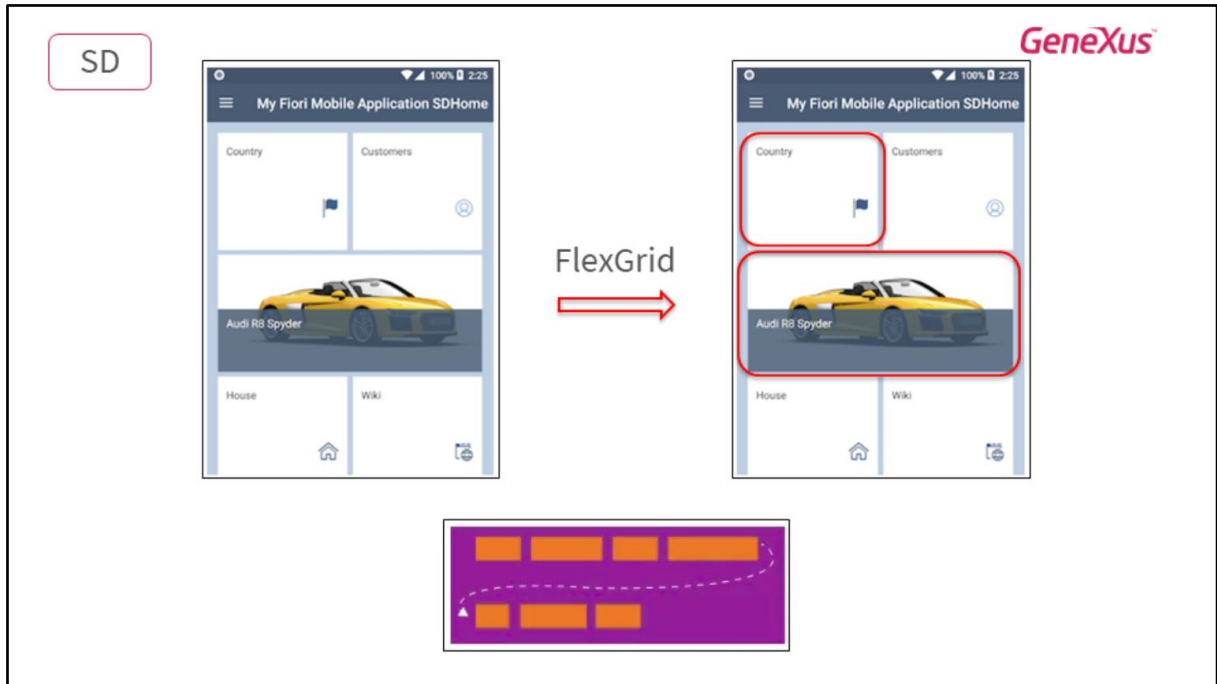 SD
GeneXus™
100% 2:25
My Fiori Mobile Application SDHome
Country
Customers
Audi R8 Spyder
House
Wiki
FlexGrid
100% 2:25
My Fiori Mobile Application SDHome
Country
Customers
Audi R8 Spyder
House
Wiki